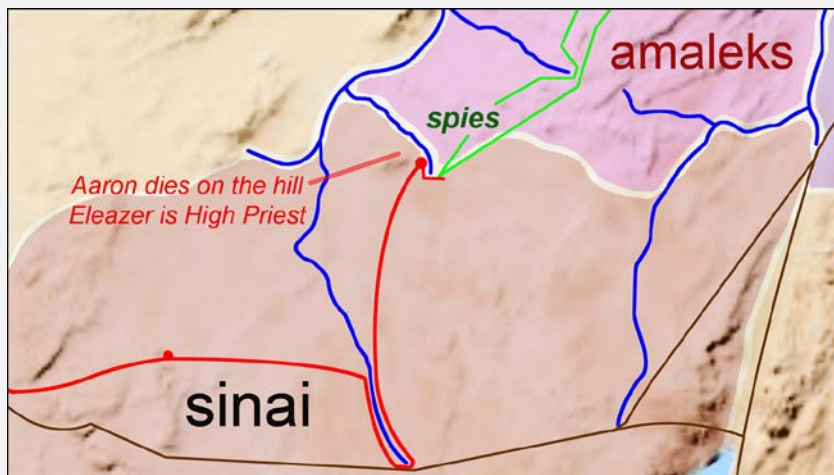 amaleks
spies
Aaron dies on the hill
Eleazer is High Priest
sinai